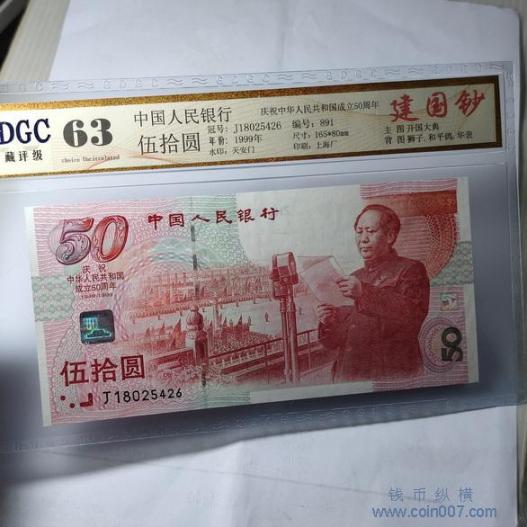 DGC
藏评级
63
choice Uncirculated
中国人民银行
伍拾圆
庆祝中华人民共和国成立50周年
冠号: J18025426 编号: 891
年份: 1999年 尺寸: 165*80mm
水印: 天安门 印刷: 上海厂
建国钞
主 图 开国大典
背 图 狮子. 和平鸽. 华表
50
中国人民银行
庆祝
中华人民共和国
成立50周年
1949-1999
伍拾圆
J18025426
50
钱币纵横
www.coin007.com